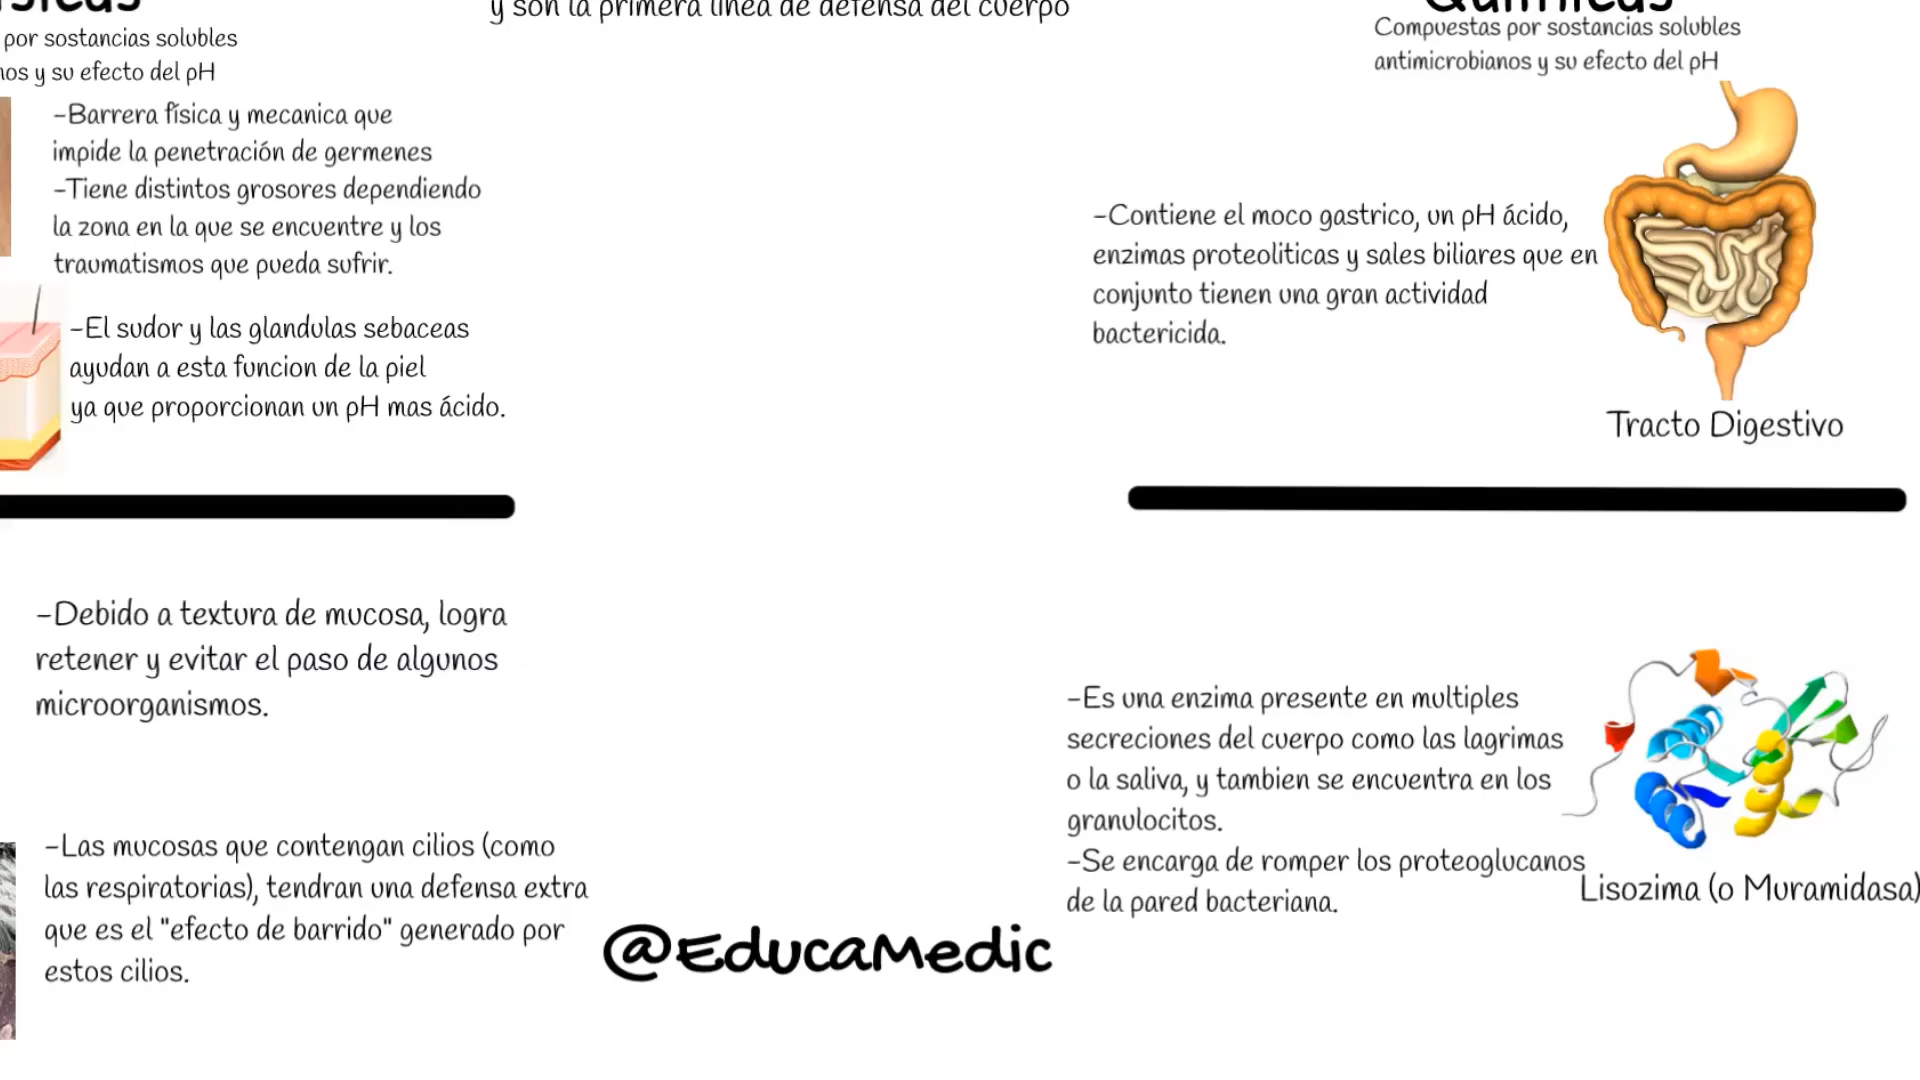 y son la primera linea de defensa del cuerpo
Químicas
por sostancias solubles
y su efecto del pH
-Barrera física y mecanica que
impide la penetración de germenes
-Tiene distintos grosores dependiendo
la zona en la que se encuentre y los
traumatismos que pueda sufrir.
-El sudor y las glandulas sebaceas
ayudan a esta funcion de la piel
ya que proporcionan un pH mas ácido.
-Debido a textura de mucosa, logra
retener y evitar el paso de algunos
microorganismos.
-Las mucosas que contengan cilios (como
las respiratorias), tendran una defensa extra
que es el "efecto de barrido" generado por
estos cilios.
@EducaMedic
Compuestas por sostancias solubles
antimicrobianos y su efecto del pH
-Contiene el moco gastrico, un pH ácido,
enzimas proteoliticas y sales biliares que en
conjunto tienen una gran actividad
bactericida.
Tracto Digestivo
-Es una enzima presente en multiples
secreciones del cuerpo como las lagrimas
o la saliva, y tambien se encuentra en los
granulocitos.
-Se encarga de romper los proteoglucanos
de la pared bacteriana.
Lisozima (o Muramidasa)